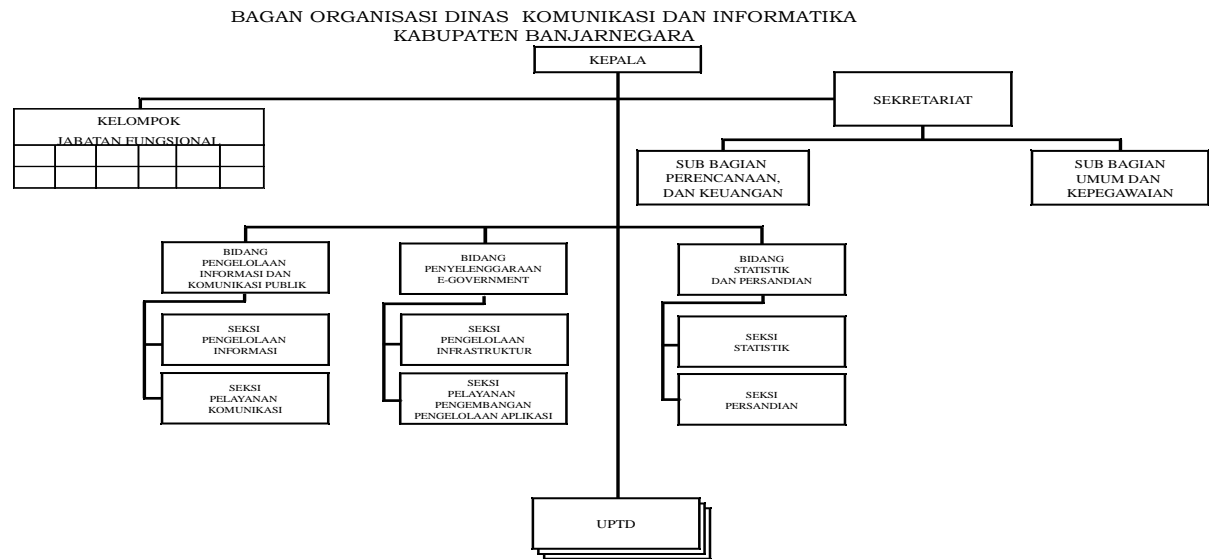 BAGAN ORGANISASI DINAS KOMUNIKASI DAN INFORMATIKA
KABUPATEN BANJARNEGARA
KEPALA
SEKRETARIAT
KELOMPOK
JABATAN FUNGSIONAL
SUB BAGIAN
PERENCANAAN,
DAN KEUANGAN
SUB BAGIAN
UMUM DAN
KEPEGAWAIAN
BIDANG
PENGELOLAAN
INFORMASI DAN
KOMUNIKASI PUBLIK
BIDANG
PENYELENGGARAAN
E-GOVERNMENT
BIDANG
STATISTIK
DAN PERSANDIAN
SEKSI
PENGELOLAAN
INFORMASI
SEKSI
PENGELOLAAN
INFRASTRUKTUR
SEKSI
STATISTIK
SEKSI
PELAYANAN
KOMUNIKASI
SEKSI
PELAYANAN
PENGEMBANGAN
PENGELOLAAN APLIKASI
SEKSI
PERSANDIAN
UPTD